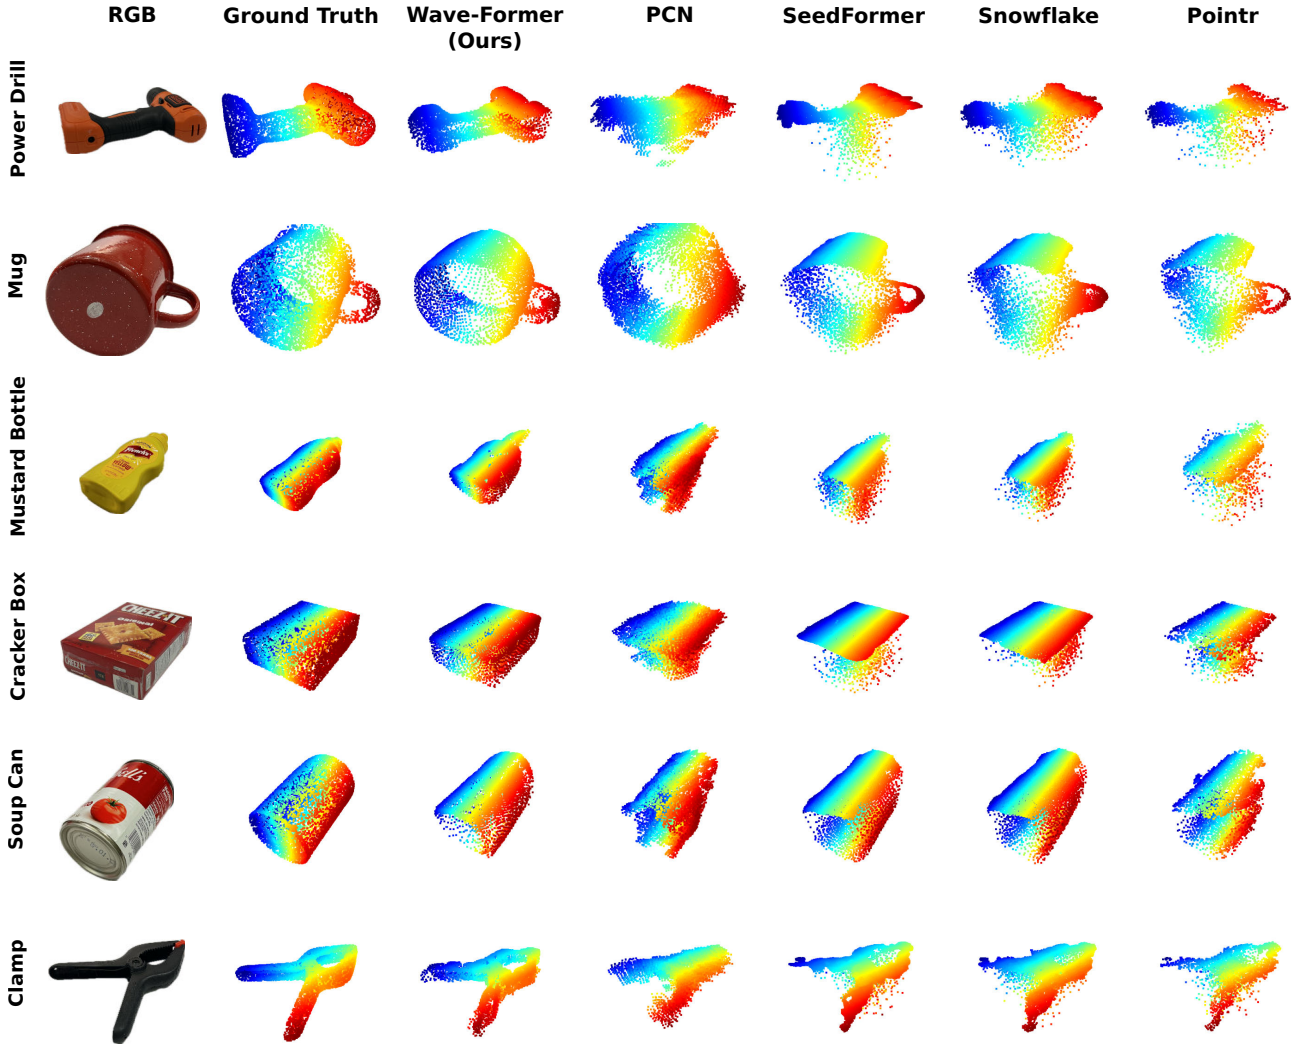 RGB
Ground Truth
Wave-Former
(Ours)
PCN
SeedFormer
Snowflake
Pointr
Power Drill
Mug
Mustard Bottle
Cracker Box
CHEEZ-IT
Soup Can
Clamp